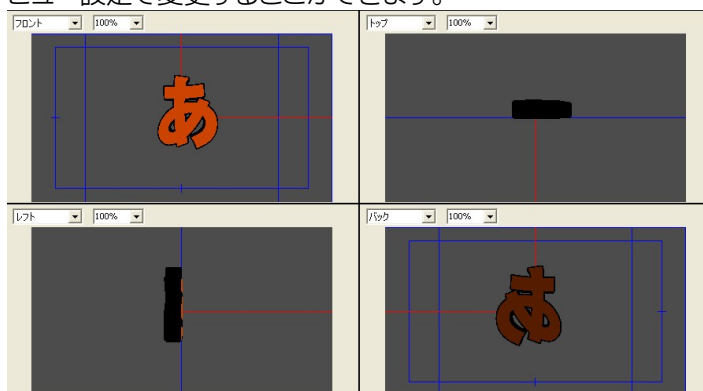 ビュー設定で変更することができます。
フロント 100% トップ 100%
あ
レフト 100% バック 100%
あ